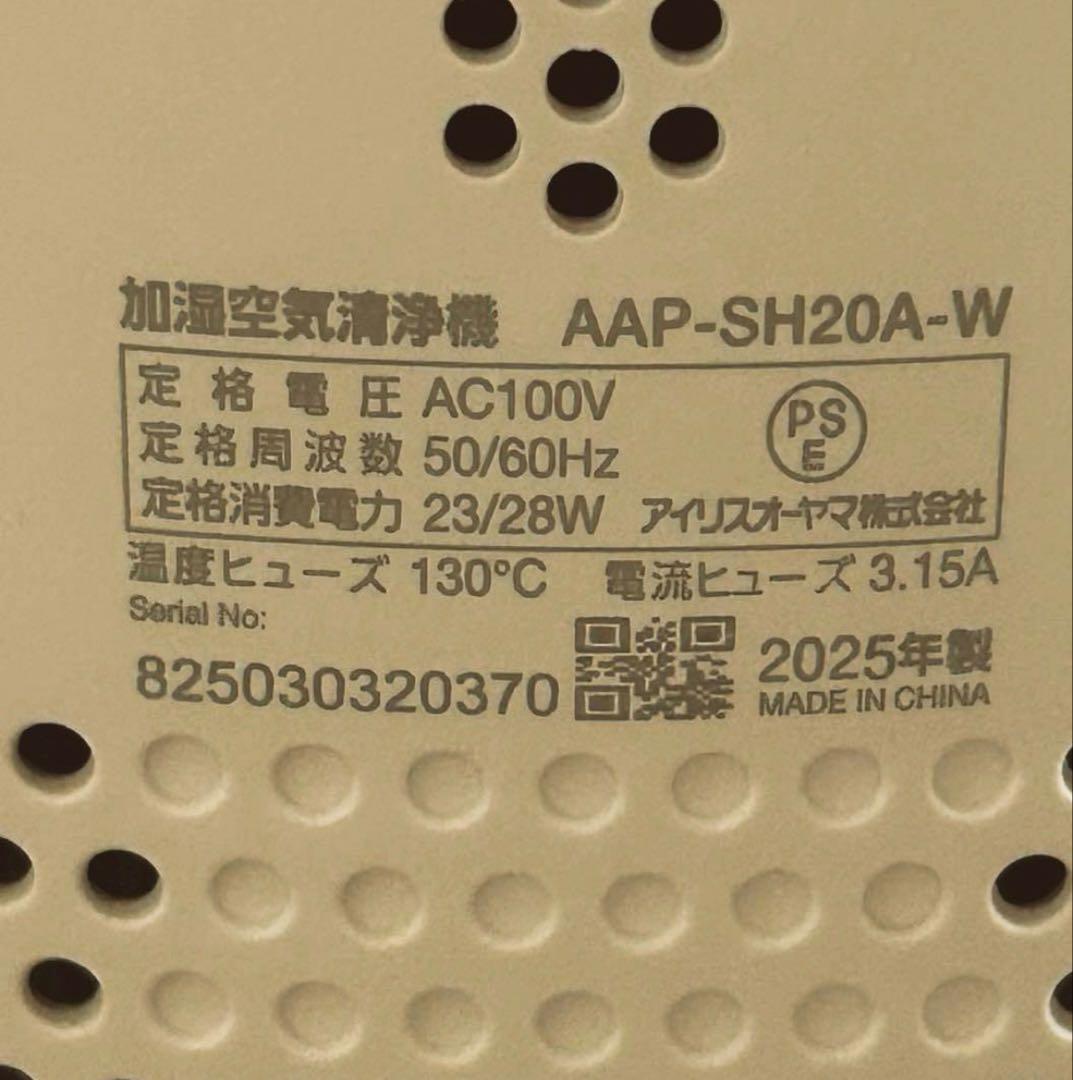 加湿空気清浄機 AAP-SH20A-W
定格電圧 AC100V
定格周波数 50/60Hz
PS
E
定格消費電力 23/28W アイリスオーヤマ株式会社
温度ヒューズ 130℃ 電流ヒューズ 3.15A
Serial No:
825030320370
2025年製
MADE IN CHINA